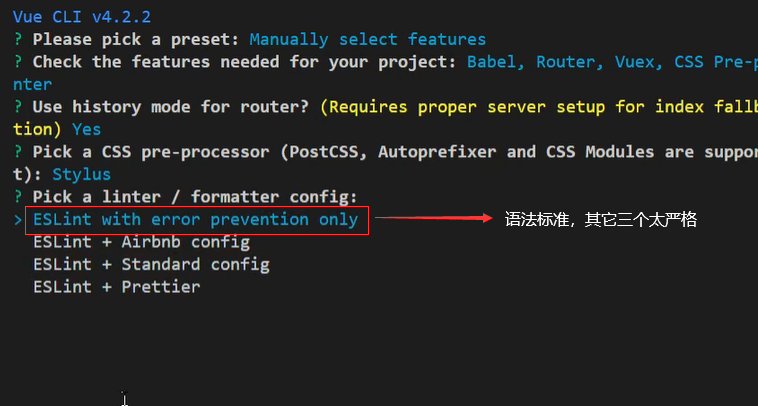 Vue CLI v4.2.2
? Please pick a preset: Manually select features
? Check the features needed for your project: Babel, Router, Vuex, CSS Pre-p
nter
? Use history mode for router? (Requires proper server setup for index fallb
tion) Yes
? Pick a CSS pre-processor (PostCSS, Autoprefixer and CSS Modules are suppor
t): Stylus
? Pick a linter / formatter config:
> ESLint with error prevention only 语法标准，其它三个太严格
ESLint + Airbnb config
ESLint + Standard config
ESLint + Prettier